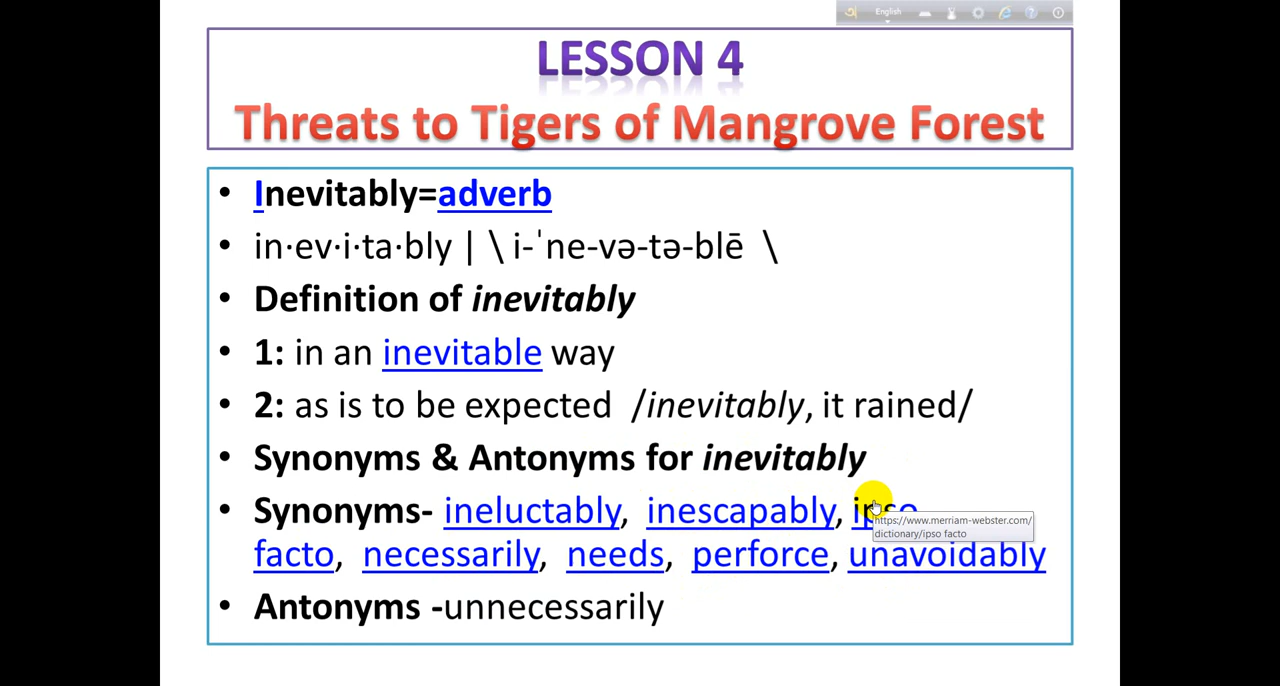 অ English
LESSON 4
Threats to Tigers of Mangrove Forest
• Inevitably=adverb
• in·ev·i·ta·bly | \ i-ˈne-və-tə-blē \
• Definition of inevitably
• 1: in an inevitable way
• 2: as is to be expected /inevitably, it rained/
• Synonyms & Antonyms for inevitably
• Synonyms- ineluctably, inescapably, ipso
https://www.merriam-webster.com/
dictionary/ipso facto
facto, necessarily, needs, perforce, unavoidably
• Antonyms -unnecessarily